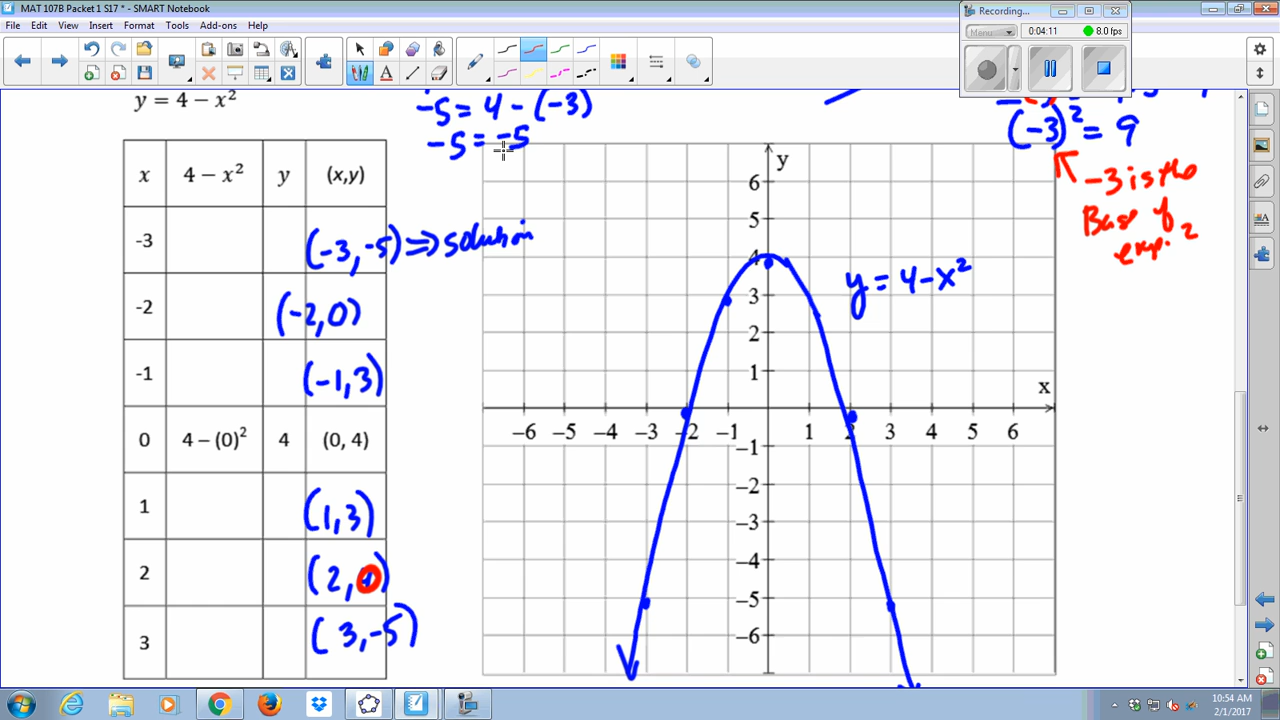 MAT 107B Packet 1 S17 * - SMART Notebook
File Edit View Insert Format Tools Add-ons Help
Recording...
Menu 0:04:11 8.0 fps
y = 4 − x²
-5 = 4 - (-3)
-5 = -5
(-3)² = 9
-3 is the
Base of
exp. 2
x 4 − x² y (x,y)
-3 (-3, -5) ⇒ solution
-2 (-2, 0)
-1 (-1, 3)
0 4 − (0)² 4 (0, 4)
1 (1, 3)
2 (2, 0)
3 (3, -5)
y
6
5
4
3
2
1
x
−6 −5 −4 −3 −2 −1 1 2 3 4 5 6
−1
−2
−3
−4
−5
−6
y = 4 - x²
10:54 AM
2/1/2017